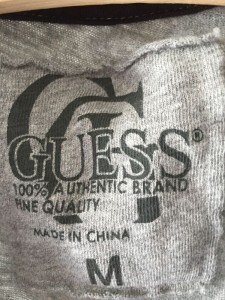 GUESS®
100% AUTHENTIC BRAND
FINE QUALITY
MADE IN CHINA
M